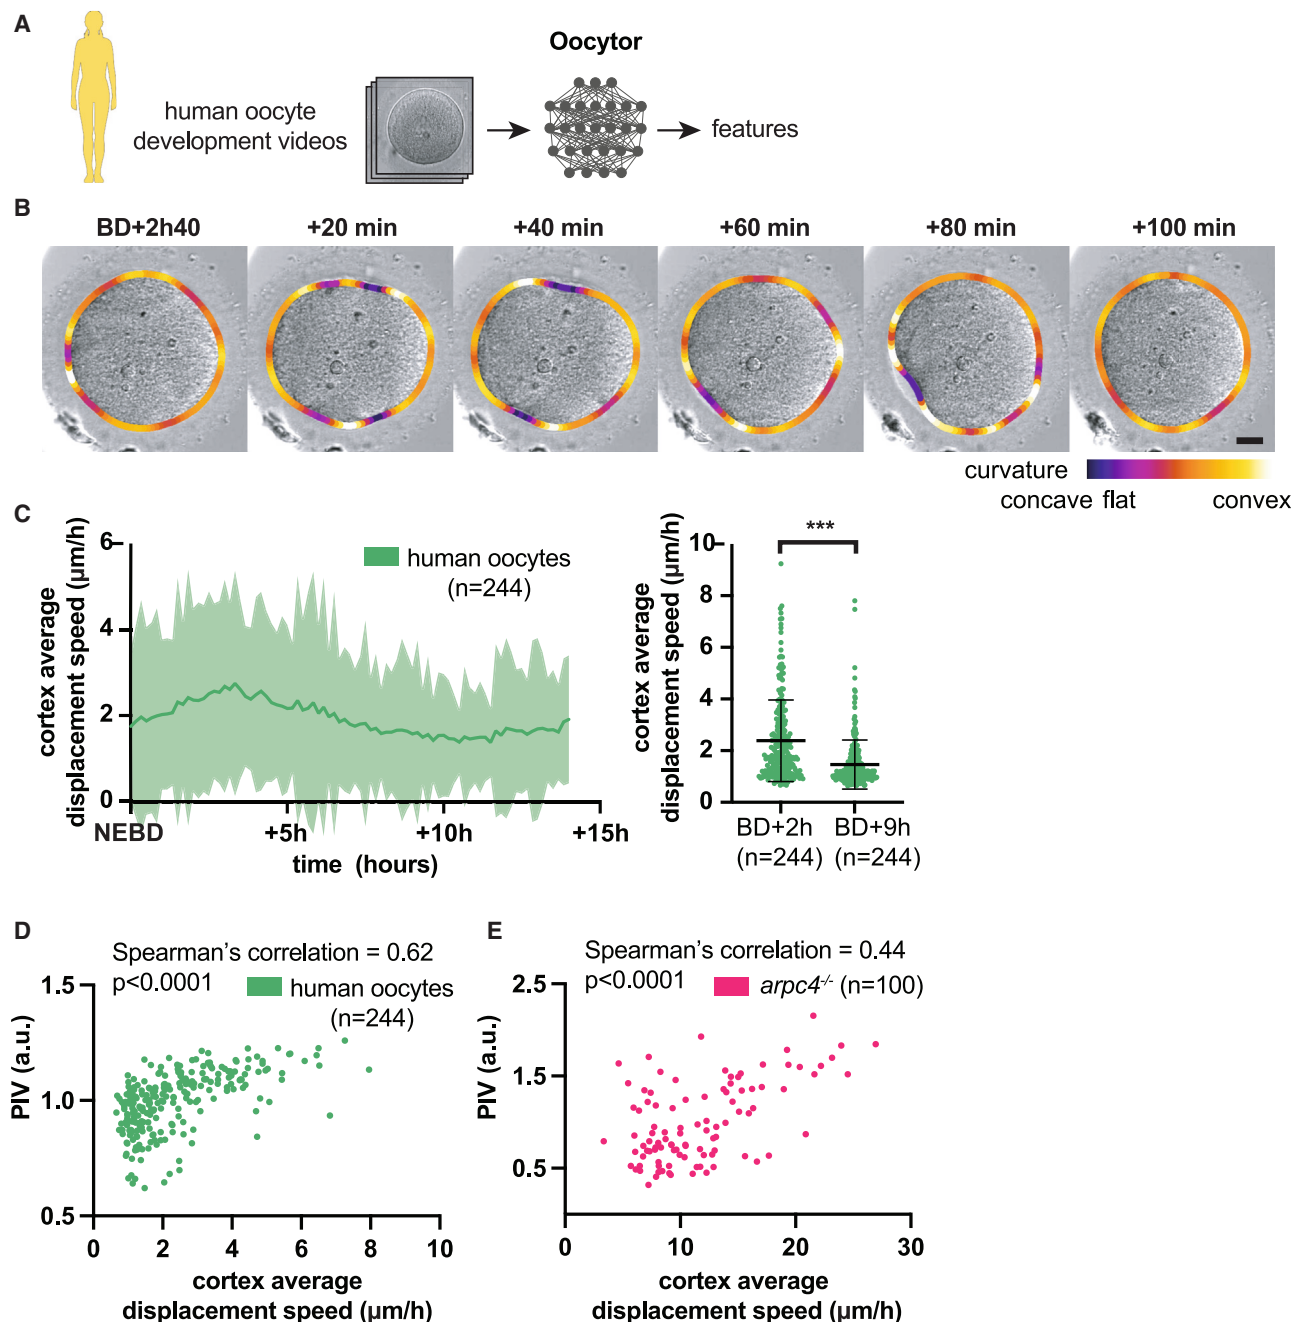 A
Oocytor
human oocyte
development videos
features
B
BD+2h40
+20 min
+40 min
+60 min
+80 min
+100 min
curvature
concave flat convex
C
cortex average
displacement speed (µm/h)
6
4
2
0
human oocytes
(n=244)
NEBD
+5h
+10h
+15h
time (hours)
cortex average
displacement speed (µm/h)
10
8
6
4
2
0
***
BD+2h
(n=244)
BD+9h
(n=244)
D
Spearman's correlation = 0.62
p<0.0001
human oocytes
(n=244)
PIV (a.u.)
1.5
1.0
0.5
0
2
4
6
8
10
cortex average
displacement speed (µm/h)
E
Spearman's correlation = 0.44
p<0.0001
arpc4-/- (n=100)
PIV (a.u.)
2.5
1.5
0.5
0
10
20
30
cortex average
displacement speed (µm/h)